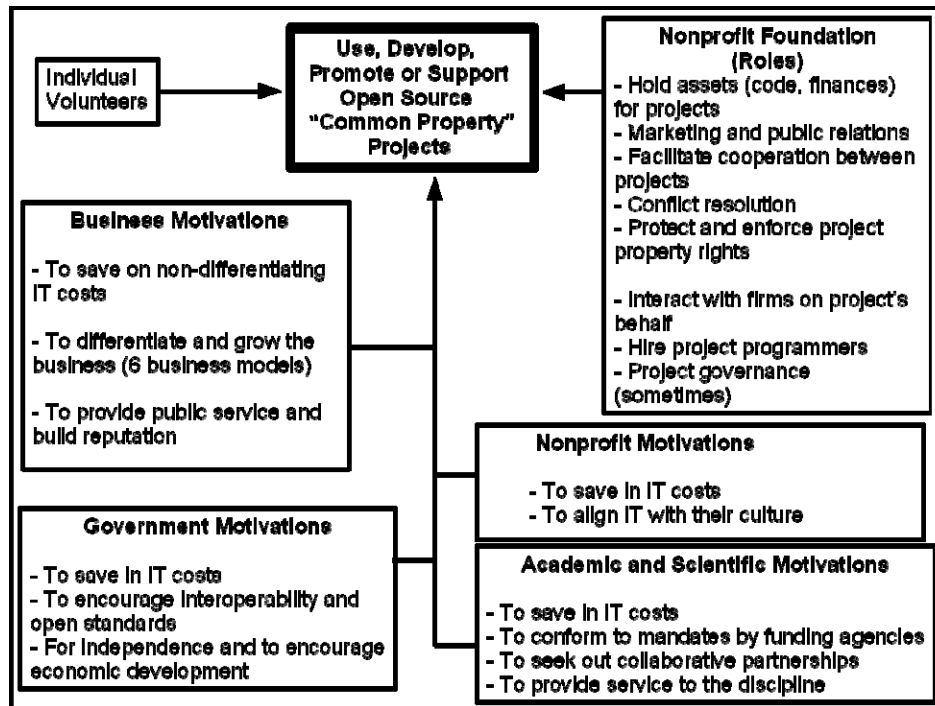 Individual
Volunteers
Use, Develop,
Promote or Support
Open Source
“Common Property”
Projects
Nonprofit Foundation
(Roles)
- Hold assets (code, finances)
for projects
- Marketing and public relations
- Facilitate cooperation between
projects
- Conflict resolution
- Protect and enforce project
property rights
- Interact with firms on project's
behalf
- Hire project programmers
- Project governance
(sometimes)
Business Motivations
- To save on non-differentiating
IT costs
- To differentiate and grow the
business (6 business models)
- To provide public service and
build reputation
Nonprofit Motivations
- To save in IT costs
- To align IT with their culture
Government Motivations
- To save in IT costs
- To encourage interoperability and
open standards
- For independence and to encourage
economic development
Academic and Scientific Motivations
- To save in IT costs
- To conform to mandates by funding agencies
- To seek out collaborative partnerships
- To provide service to the discipline